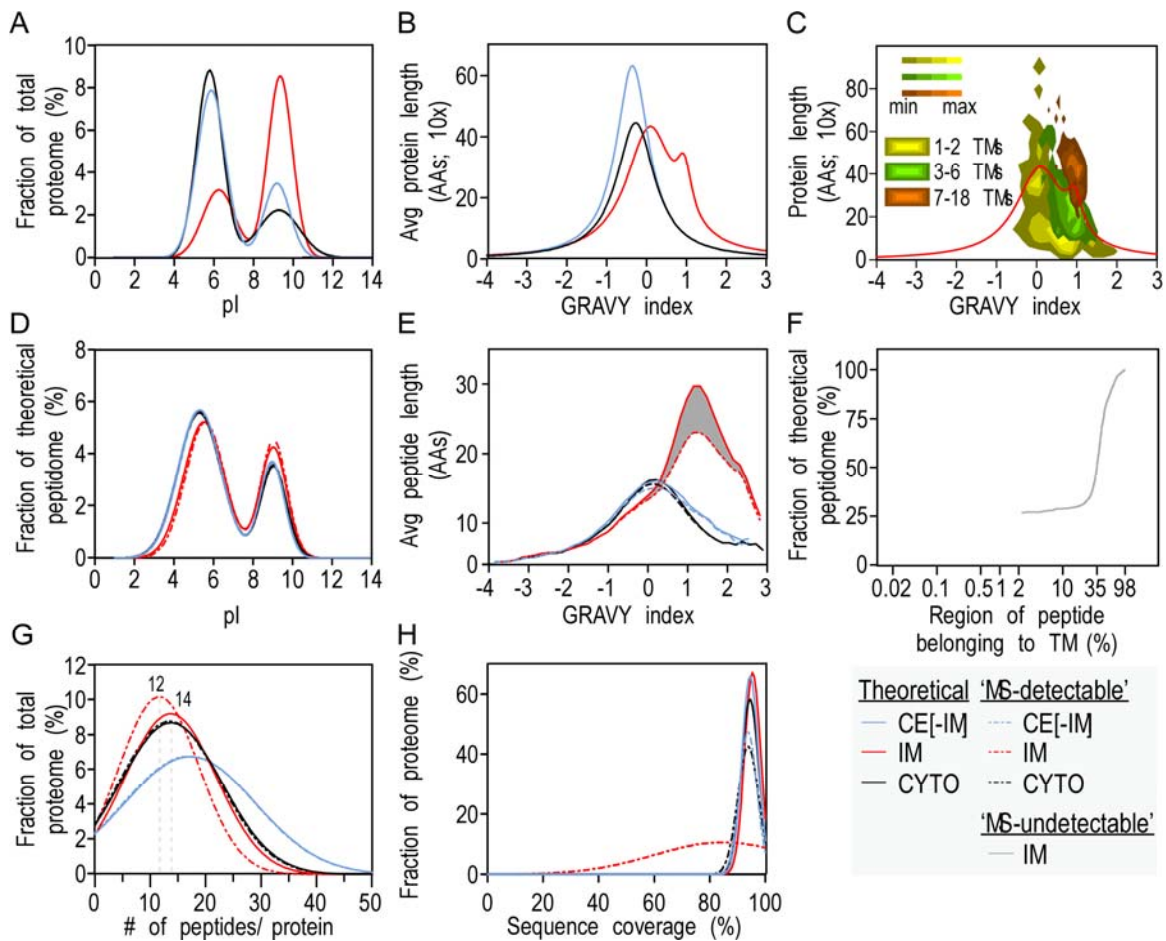 A
Fraction of total
proteome (%)
10
8
6
4
2
0
0 2 4 6 8 10 12 14
pI
B
Avg protein length
(AAs; 10x)
60
40
20
0
-4 -3 -2 -1 0 1 2 3
GRAVY index
C
Protein length
(AAs; 10x)
100
80
60
40
20
0
min max
1-2 TMs
3-6 TMs
7-18 TMs
-4 -3 -2 -1 0 1 2 3
GRAVY index
D
Fraction of theoretical
peptidome (%)
8
6
4
2
0
0 2 4 6 8 10 12 14
pI
E
Avg peptide length
(AAs)
30
20
10
0
-4 -3 -2 -1 0 1 2 3
GRAVY index
F
Fraction of theoretical
peptidome (%)
100
75
50
25
0
0.02 0.1 0.5 1 2 10 35 98
Region of peptide
belonging to TM (%)
G
Fraction of total
proteome (%)
12
10
8
6
4
2
0
12
14
0 10 20 30 40 50
# of peptides/ protein
H
Fraction of proteome (%)
60
40
20
0
0 20 40 60 80 100
Sequence coverage (%)
Theoretical
CE[-IM]
IM
CYTO
'MS-detectable'
CE[-IM]
IM
CYTO
'MS-undetectable'
IM